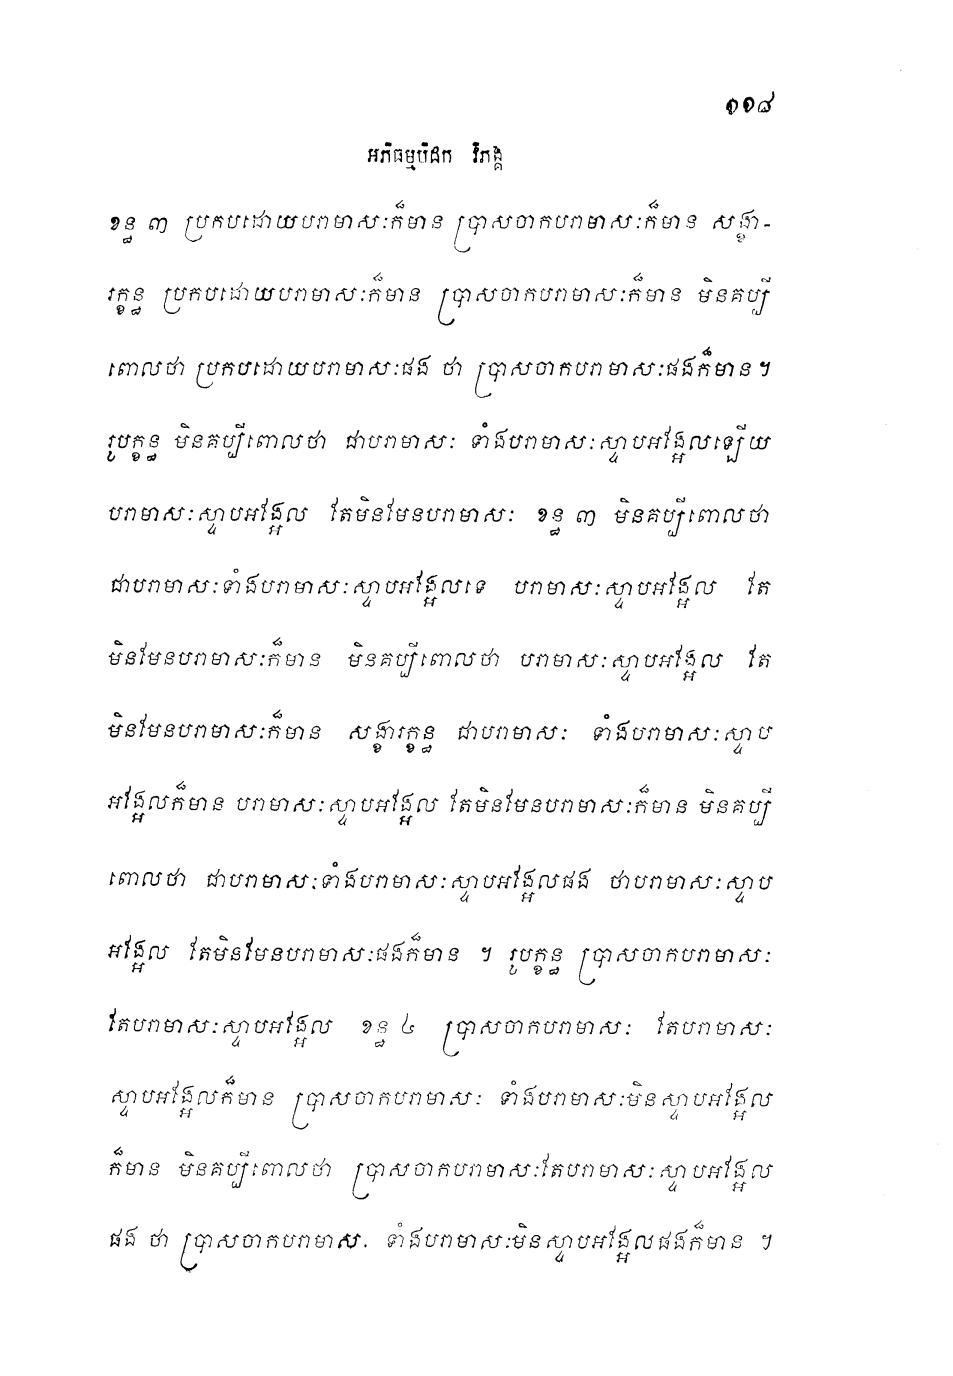 ១១៨
អភិធម្មបិដក វិភង្គ
ខន្ធ ៣ ប្រកបដោយបរាមាសៈក៏មាន ប្រាសចាកបរាមាសៈក៏មាន សង្ខា-
រក្ខន្ធ ប្រកបដោយបរាមាសៈក៏មាន ប្រាសចាកបរាមាសៈក៏មាន មិនគប្បី
ពោលថា ប្រកបដោយបរាមាសៈផង ថា ប្រាសចាកបរាមាសៈផងក៏មាន។
រូបក្ខន្ធ មិនគប្បីពោលថា ជាបរាមាសៈ ទាំងបរាមាសៈស្ទាបអង្អែលឡើយ
បរាមាសៈស្ទាបអង្អែល តែមិនមែនបរាមាសៈ ខន្ធ ៣ មិនគប្បីពោលថា
ជាបរាមាសៈទាំងបរាមាសៈស្ទាបអង្អែលទេ បរាមាសៈស្ទាបអង្អែល តែ
មិនមែនបរាមាសៈក៏មាន មិនគប្បីពោលថា បរាមាសៈស្ទាបអង្អែល តែ
មិនមែនបរាមាសៈក៏មាន សង្ខារក្ខន្ធ ជាបរាមាសៈ ទាំងបរាមាសៈស្ទាប
អង្អែលក៏មាន បរាមាសៈស្ទាបអង្អែល តែមិនមែនបរាមាសៈក៏មាន មិនគប្បី
ពោលថា ជាបរាមាសៈទាំងបរាមាសៈស្ទាបអង្អែលផង ថាបរាមាសៈស្ទាប
អង្អែល តែមិនមែនបរាមាសៈផងក៏មាន ។ រូបក្ខន្ធ ប្រាសចាកបរាមាសៈ
តែបរាមាសៈស្ទាបអង្អែល ខន្ធ ៤ ប្រាសចាកបរាមាសៈ តែបរាមាសៈ
ស្ទាបអង្អែលក៏មាន ប្រាសចាកបរាមាសៈ ទាំងបរាមាសៈមិនស្ទាបអង្អែល
ក៏មាន មិនគប្បីពោលថា ប្រាសចាកបរាមាសៈតែបរាមាសៈស្ទាបអង្អែល
ផង ថា ប្រាសចាកបរាមាសៈ ទាំងបរាមាសៈមិនស្ទាបអង្អែលផងក៏មាន ។